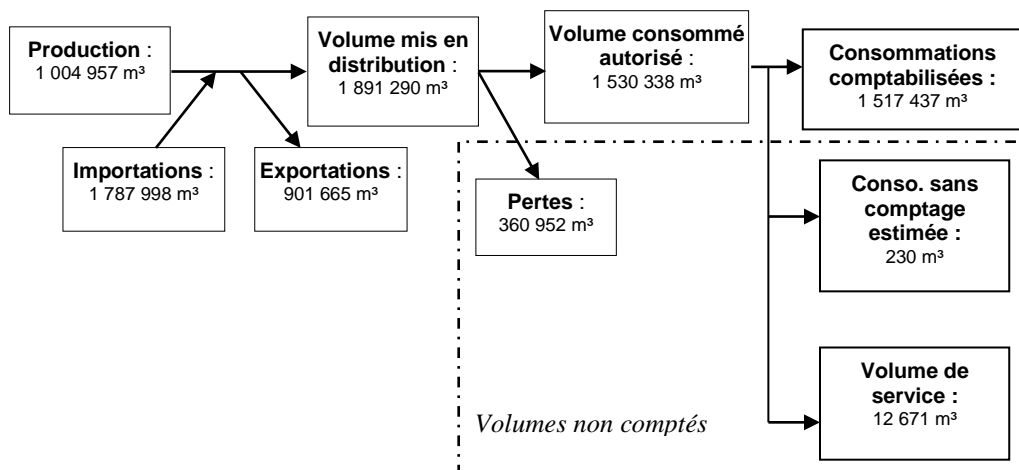 Production :
1 004 957 m³
Volume mis en
distribution :
1 891 290 m³
Volume consommé
autorisé :
1 530 338 m³
Consommations
comptabilisées :
1 517 437 m³
Importations :
1 787 998 m³
Exportations :
901 665 m³
Pertes :
360 952 m³
Conso. sans
comptage
estimée :
230 m³
Volume de
service :
12 671 m³
Volumes non comptés